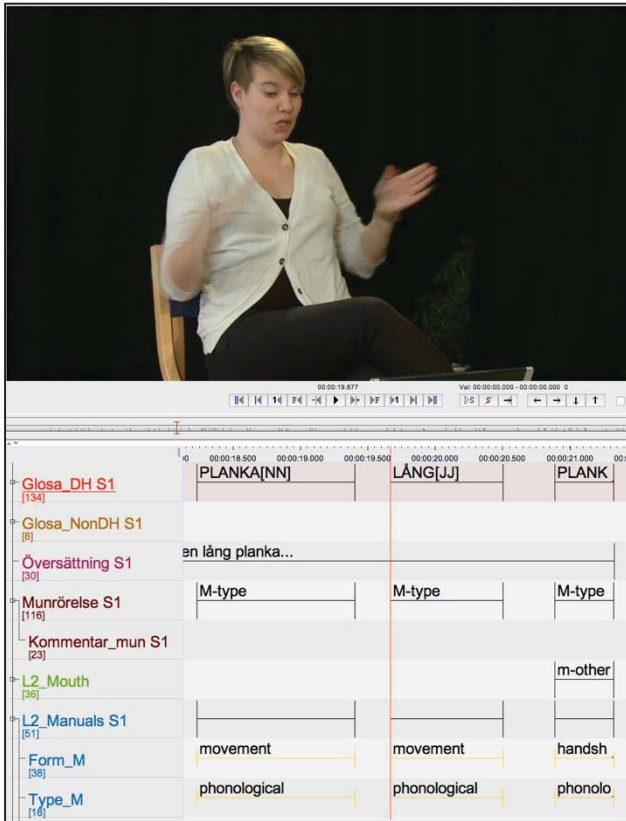 00:00:19.677 Val: 00:00:00.000 - 00:00:00.000 0
00:00:18.500 00:00:19.000 00:00:19.500 00:00:20.000 00:00:20.500 00:00:21.000
Glosa_DH S1 PLANKA[NN] LÅNG[JJ] PLANK
[134]
Glosa_NonDH S1
[8]
Översättning S1 en lång planka...
[30]
Munrörelse S1 M-type M-type M-type
[116]
Kommentar_mun S1
[23]
L2_Mouth m-other
[36]
L2_Manuals S1
[51]
Form_M movement movement handsh
[38]
Type_M phonological phonological phonolo
[18]